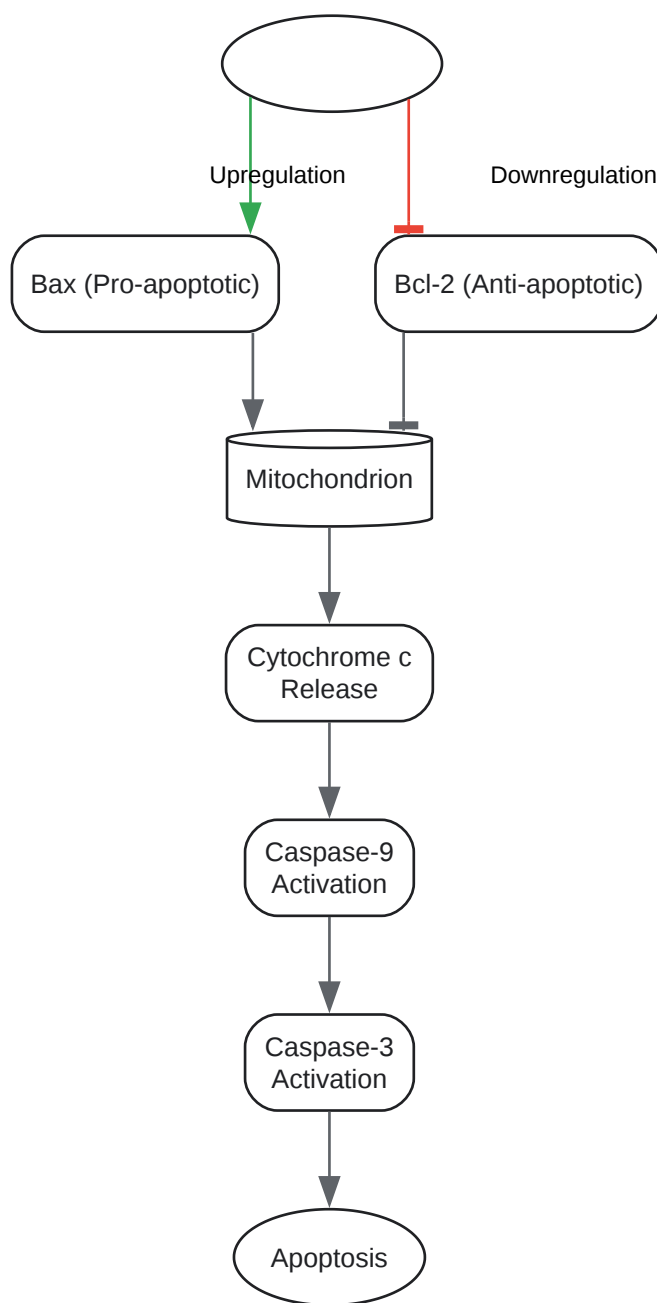 Upregulation
Downregulation
Bax (Pro-apoptotic)
Bcl-2 (Anti-apoptotic)
Mitochondrion
Cytochrome c
Release
Caspase-9
Activation
Caspase-3
Activation
Apoptosis